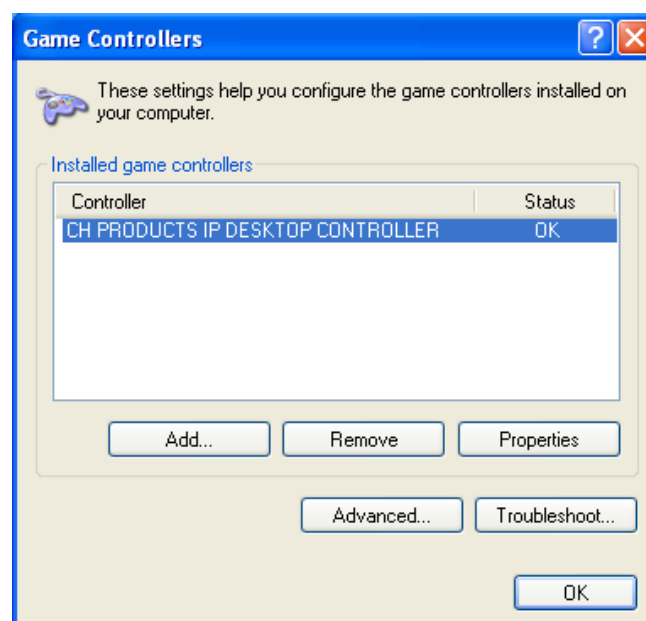 Game Controllers
These settings help you configure the game controllers installed on
your computer.
Installed game controllers
Controller Status
CH PRODUCTS IP DESKTOP CONTROLLER OK
Add... Remove Properties
Advanced... Troubleshoot...
OK